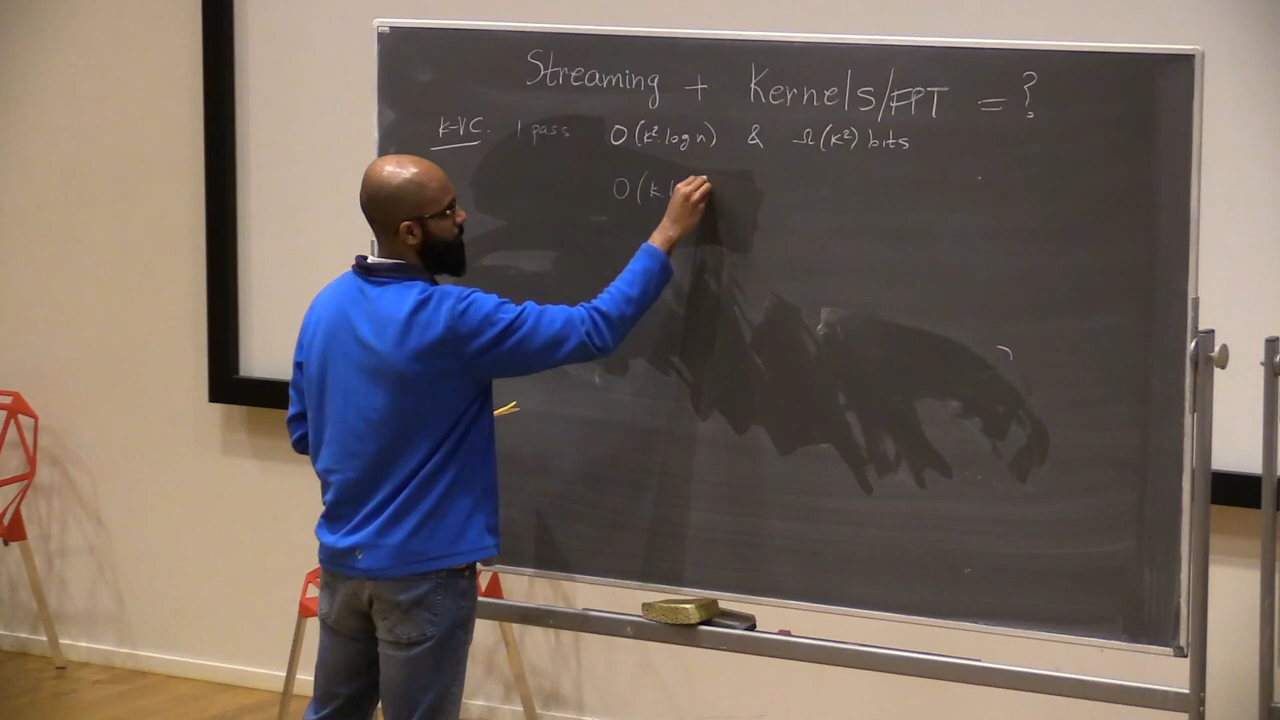 Streaming + Kernels/FPT = ?
k-VC. 1 pass O(k².log n) & Ω(k²) bits
O(k.l